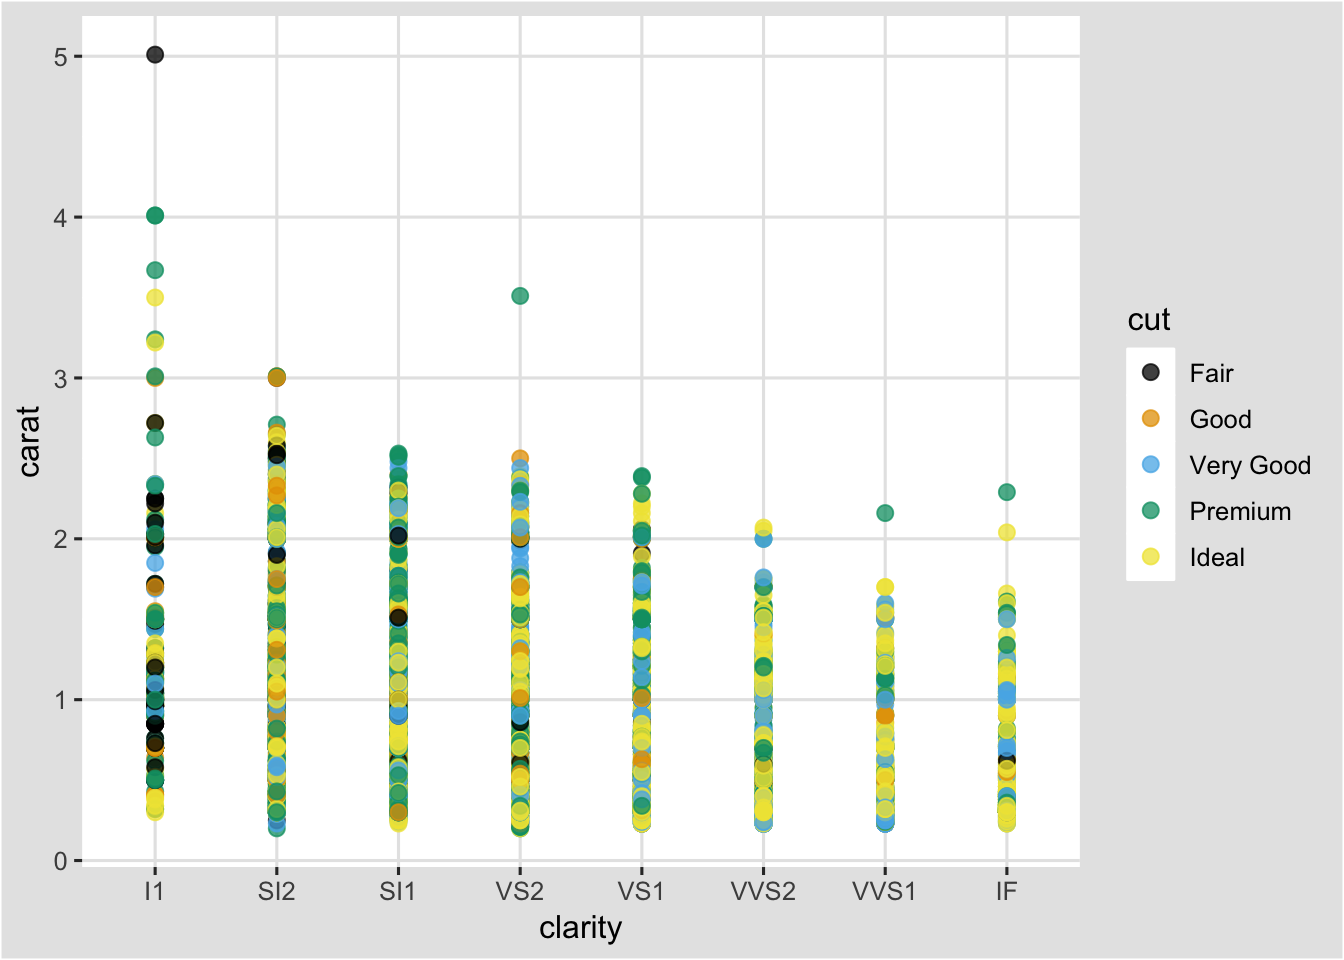 carat
5
4
3
2
1
0
I1 SI2 SI1 VS2 VS1 VVS2 VVS1 IF
clarity
cut
Fair
Good
Very Good
Premium
Ideal